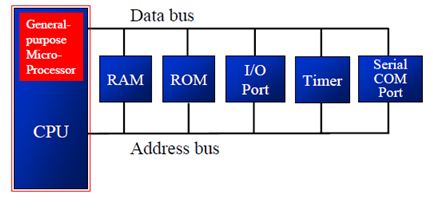 General-
purpose
Micro-
Processor
CPU
Data bus
RAM
ROM
I/O
Port
Timer
Serial
COM
Port
Address bus